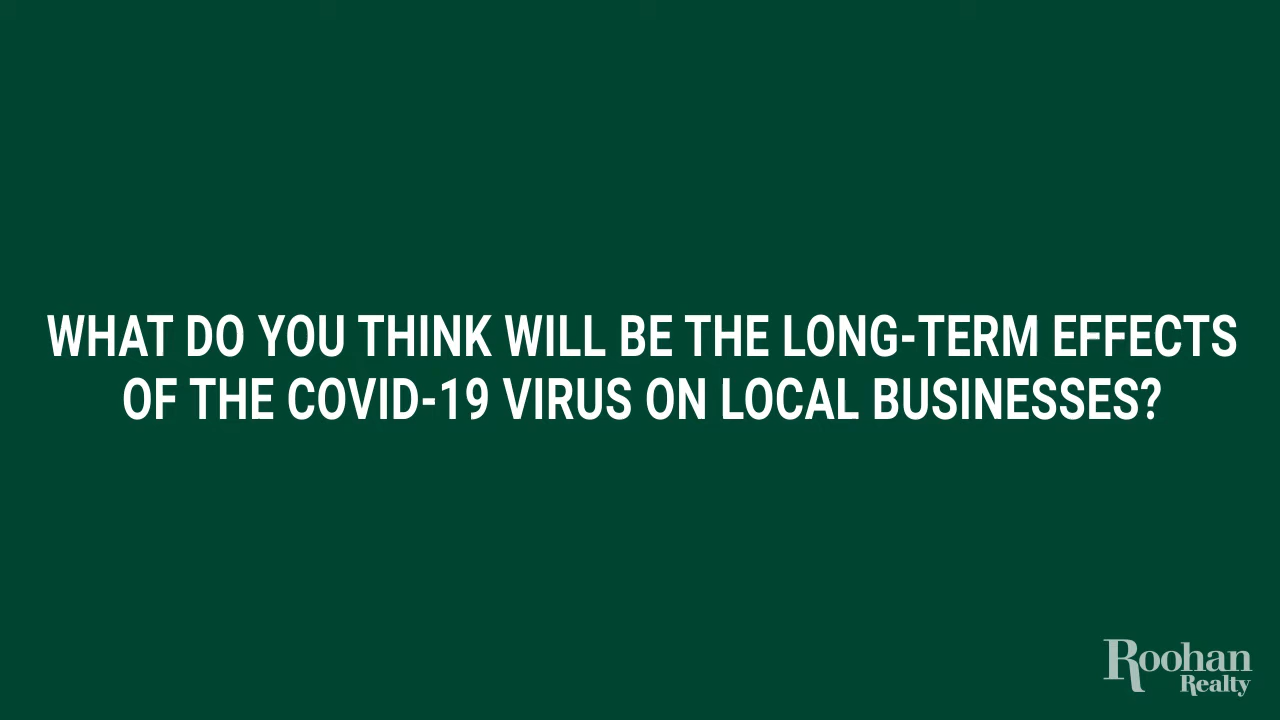 WHAT DO YOU THINK WILL BE THE LONG-TERM EFFECTS
OF THE COVID-19 VIRUS ON LOCAL BUSINESSES?
Roohan
Realty